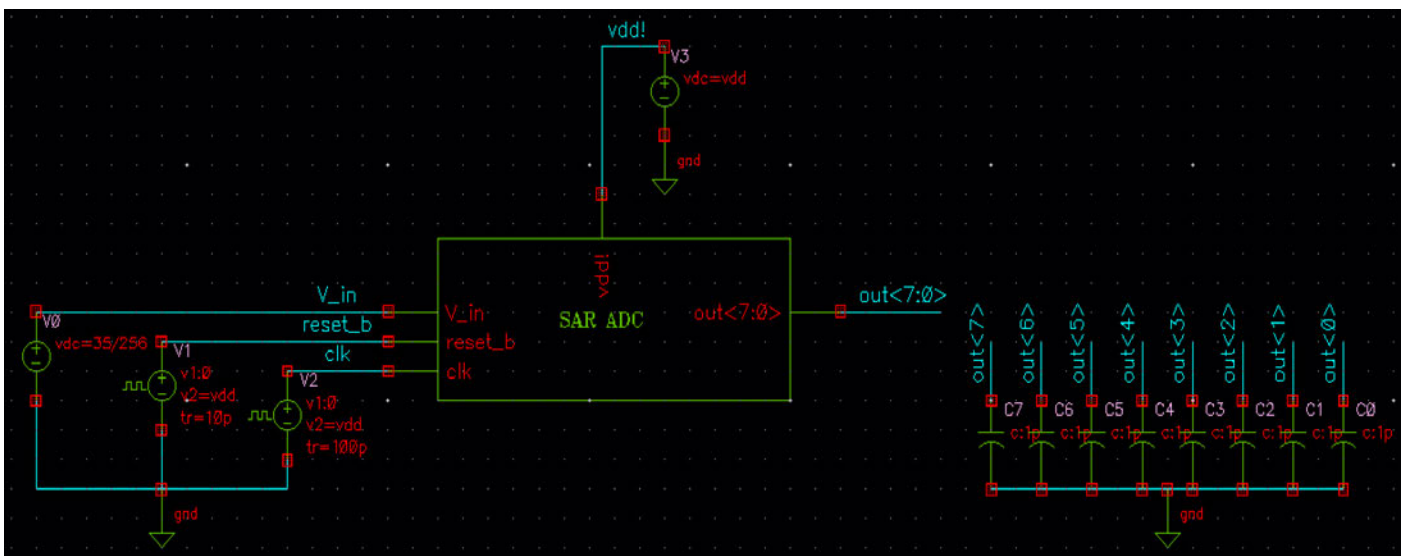 vdd!
V3
vdc=vdd
gnd
vdd!
V_in
V_in
reset_b
reset_b
clk
clk
SAR ADC
out<7:0>
out<7:0>
V0
vdc=35/256
V1
v1:0
v2=vdd
tr=10p
V2
v1:0
v2=vdd
tr=100p
gnd
out<7>
out<6>
out<5>
out<4>
out<3>
out<2>
out<1>
out<0>
C7
C6
C5
C4
C3
C2
C1
C0
c:1p
c:1p
c:1p
c:1p
c:1p
c:1p
c:1p
c:1p
gnd